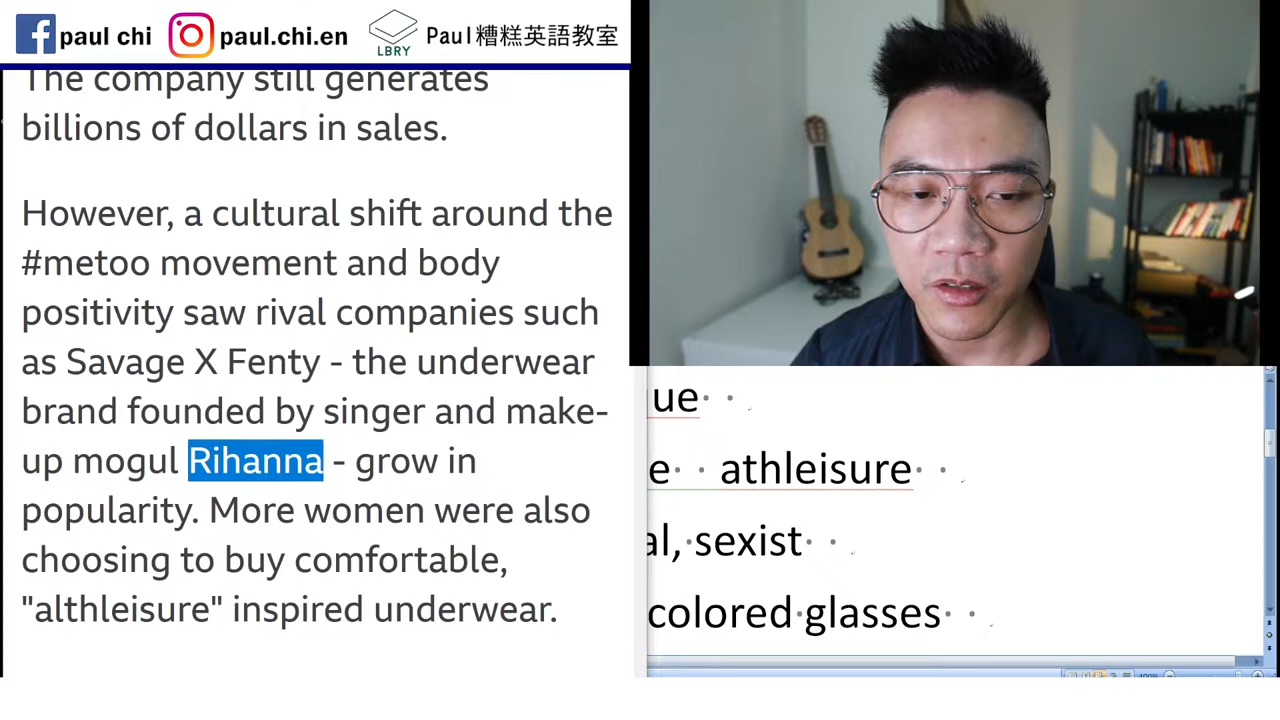 paul chi paul.chi.en LBRY Paul糟糕英語教室
The company still generates
billions of dollars in sales.
However, a cultural shift around the
#metoo movement and body
positivity saw rival companies such
as Savage X Fenty - the underwear
brand founded by singer and make-
up mogul Rihanna - grow in
popularity. More women were also
choosing to buy comfortable,
"althleisure" inspired underwear.
ue
e athleisure
al, sexist
colored glasses